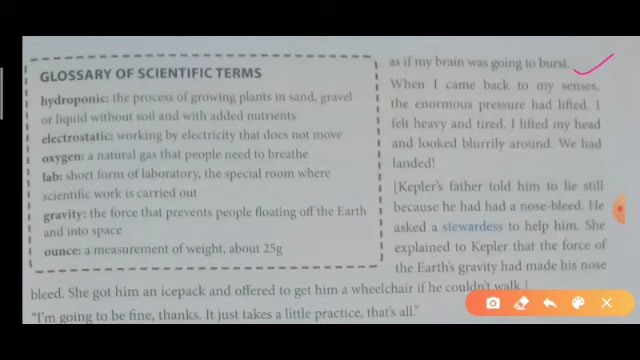 GLOSSARY OF SCIENTIFIC TERMS
hydroponic: the process of growing plants in sand, gravel
or liquid without soil and with added nutrients
electrostatic: working by electricity that does not move
oxygen: a natural gas that people need to breathe
lab: short form of laboratory, the special room where
scientific work is carried out
gravity: the force that prevents people floating off the Earth
and into space
ounce: a measurement of weight, about 25g
as if my brain was going to burst.
When I came back to my senses,
the enormous pressure had lifted. I
felt heavy and tired. I lifted my head
and looked blurrily around. We had
landed!
[Kepler's father told him to lie still
because he had had a nose-bleed. He
asked a stewardess to help him. She
explained to Kepler that the force of
the Earth's gravity had made his nose
bleed. She got him an icepack and offered to get him a wheelchair if he couldn't walk.]
"I'm going to be fine, thanks. It just takes a little practice, that's all."